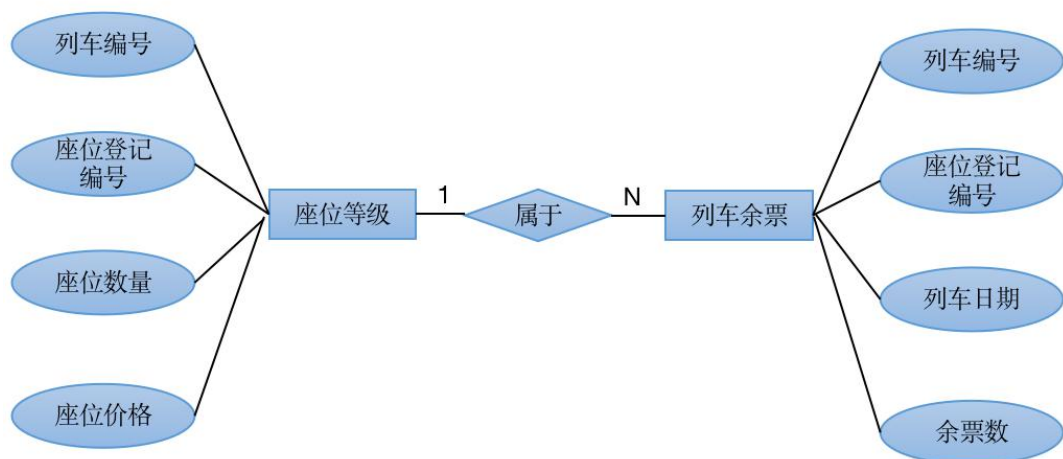 列车编号
座位登记
编号
座位数量
座位价格
座位等级
1
属于
N
列车余票
列车编号
座位登记
编号
列车日期
余票数